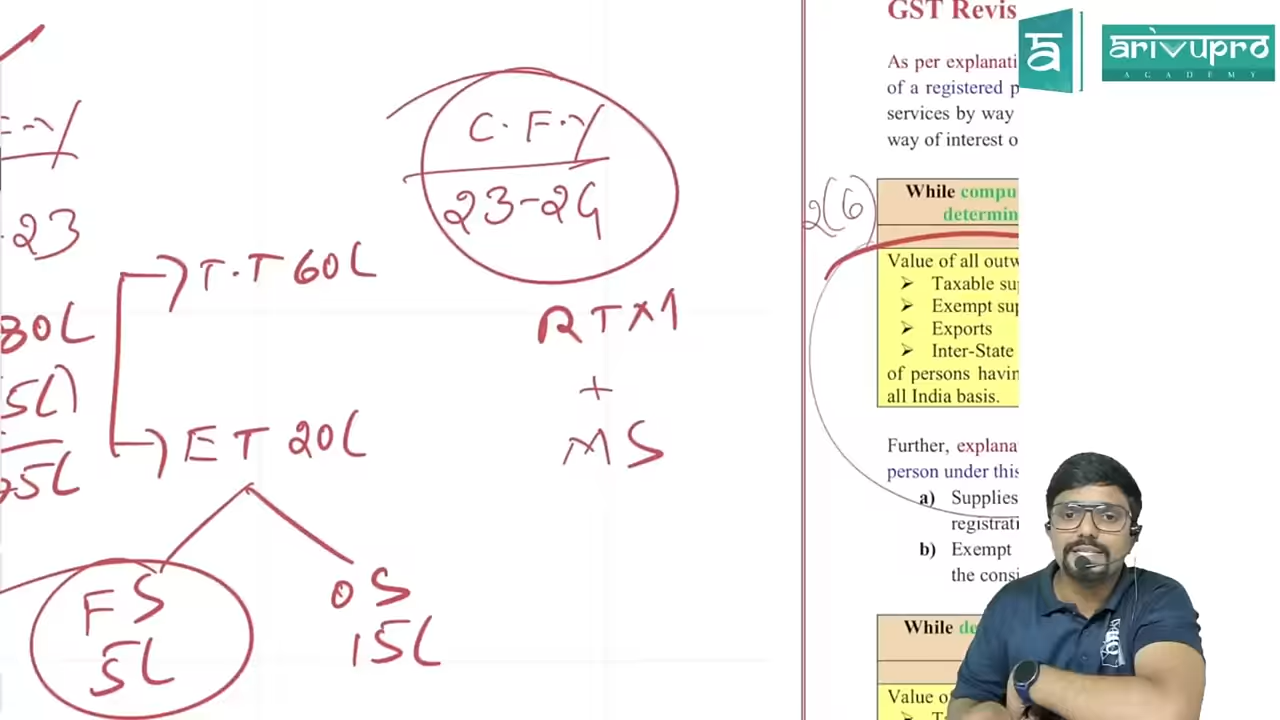 F.Y
C.F.Y
.23
23-24
T.T 60L
80L
RTXM
5L)
+
ET 20L
MS
5L
FS
5L
OS
15L
GST Revis
arivupro
ACADEMY
As per explanati
of a registered p
services by way
way of interest o
2(6)
While compu
determin
Value of all outw
➢ Taxable su
➢ Exempt sup
➢ Exports
➢ Inter-State
of persons havin
all India basis.
Further, explana
person under this
a) Supplies
registrati
b) Exempt
the consi
While de
Value o